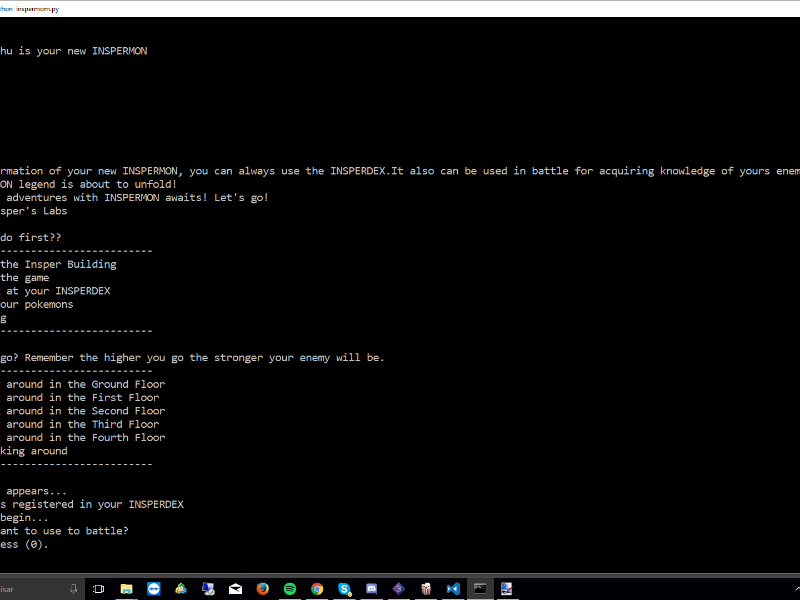 thon inspermom.py
hu is your new INSPERMON
rmation of your new INSPERMON, you can always use the INSPERDEX.It also can be used in battle for acquiring knowledge of yours enem
ON legend is about to unfold!
adventures with INSPERMON awaits! Let's go!
sper's Labs
do first??
------------------------
the Insper Building
the game
at your INSPERDEX
our pokemons
g
------------------------
go? Remember the higher you go the stronger your enemy will be.
------------------------
around in the Ground Floor
around in the First Floor
around in the Second Floor
around in the Third Floor
around in the Fourth Floor
king around
------------------------
appears...
s registered in your INSPERDEX
begin...
ant to use to battle?
ess (0).
isar